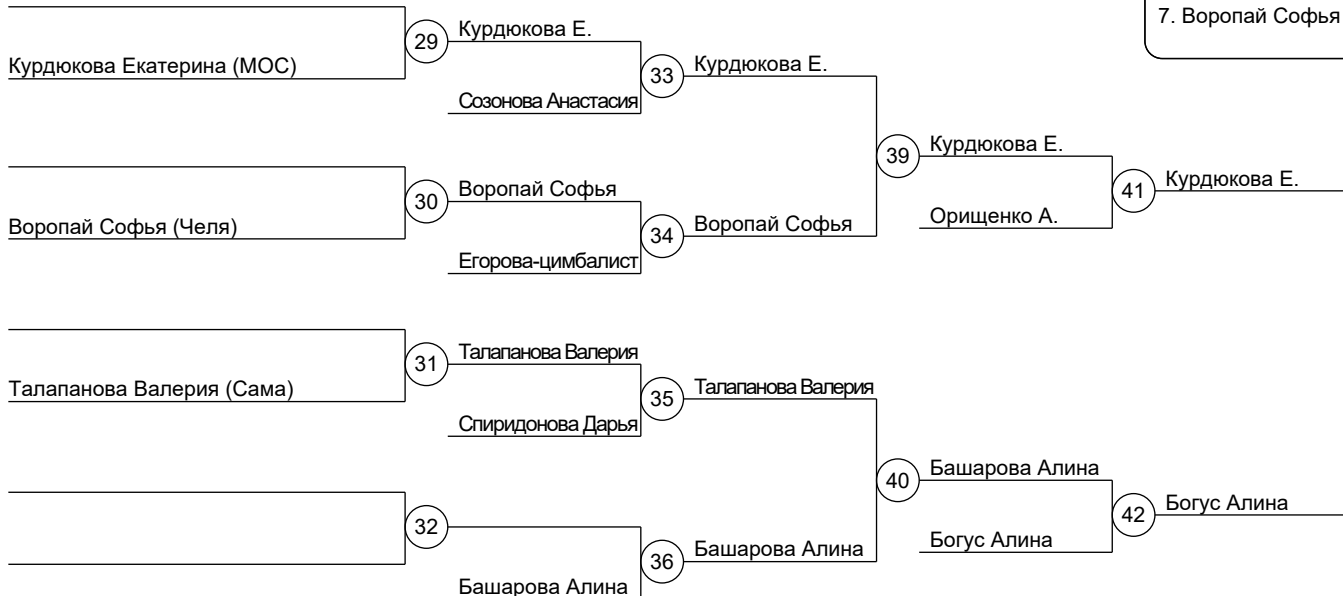 7. Воропай Софья
29
Курдюкова Е.
Курдюкова Екатерина (МОС)
33
Курдюкова Е.
Созонова Анастасия
39
Курдюкова Е.
30
Воропай Софья
41
Курдюкова Е.
Воропай Софья (Челя)
34
Воропай Софья
Орищенко А.
Егорова-цимбалист
31
Талапанова Валерия
Талапанова Валерия (Сама)
35
Талапанова Валерия
Спиридонова Дарья
40
Башарова Алина
32
42
Богус Алина
36
Башарова Алина
Богус Алина
Башарова Алина